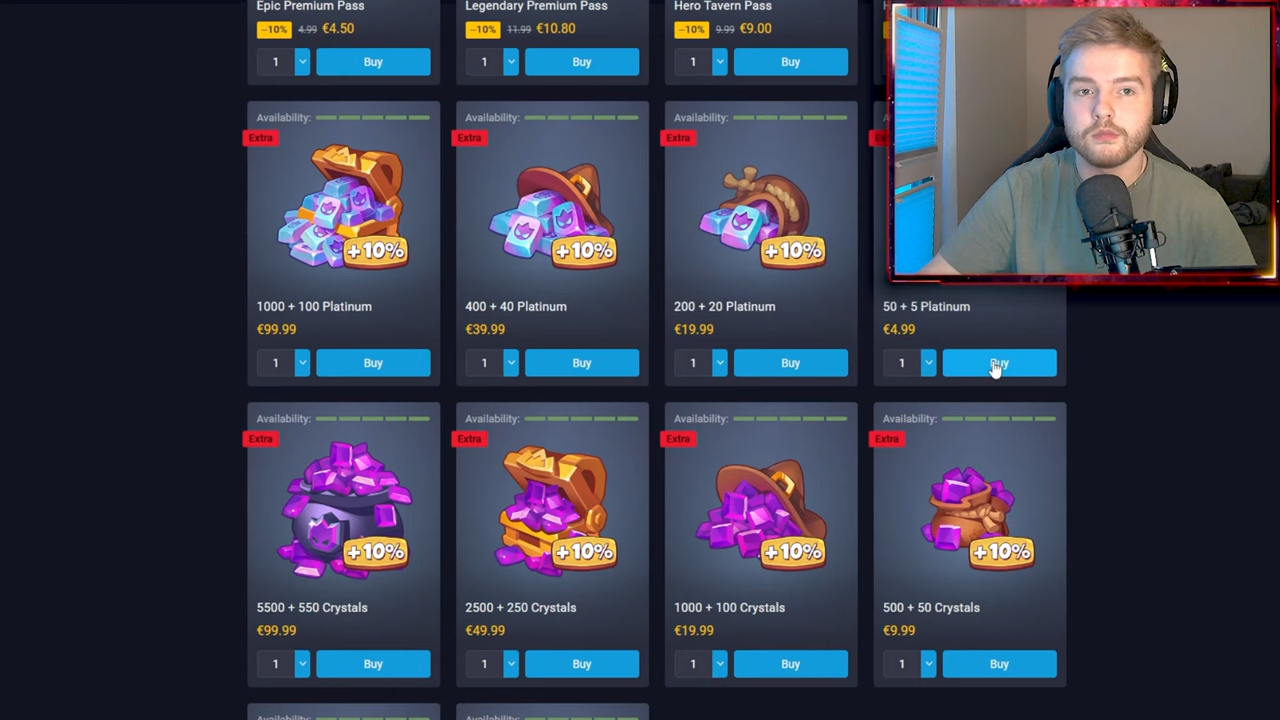 Epic Premium Pass
–10% 4.99 €4.50
1 Buy
Legendary Premium Pass
–10% 11.99 €10.80
1 Buy
Hero Tavern Pass
–10% 9.99 €9.00
1 Buy
Availability:
Extra
+10%
1000 + 100 Platinum
€99.99
1 Buy
Availability:
Extra
+10%
400 + 40 Platinum
€39.99
1 Buy
Availability:
Extra
+10%
200 + 20 Platinum
€19.99
1 Buy
50 + 5 Platinum
€4.99
1 Buy
Availability:
Extra
+10%
5500 + 550 Crystals
€99.99
1 Buy
Availability:
Extra
+10%
2500 + 250 Crystals
€49.99
1 Buy
Availability:
Extra
+10%
1000 + 100 Crystals
€19.99
1 Buy
Availability:
Extra
+10%
500 + 50 Crystals
€9.99
1 Buy
Availability:
Availability: